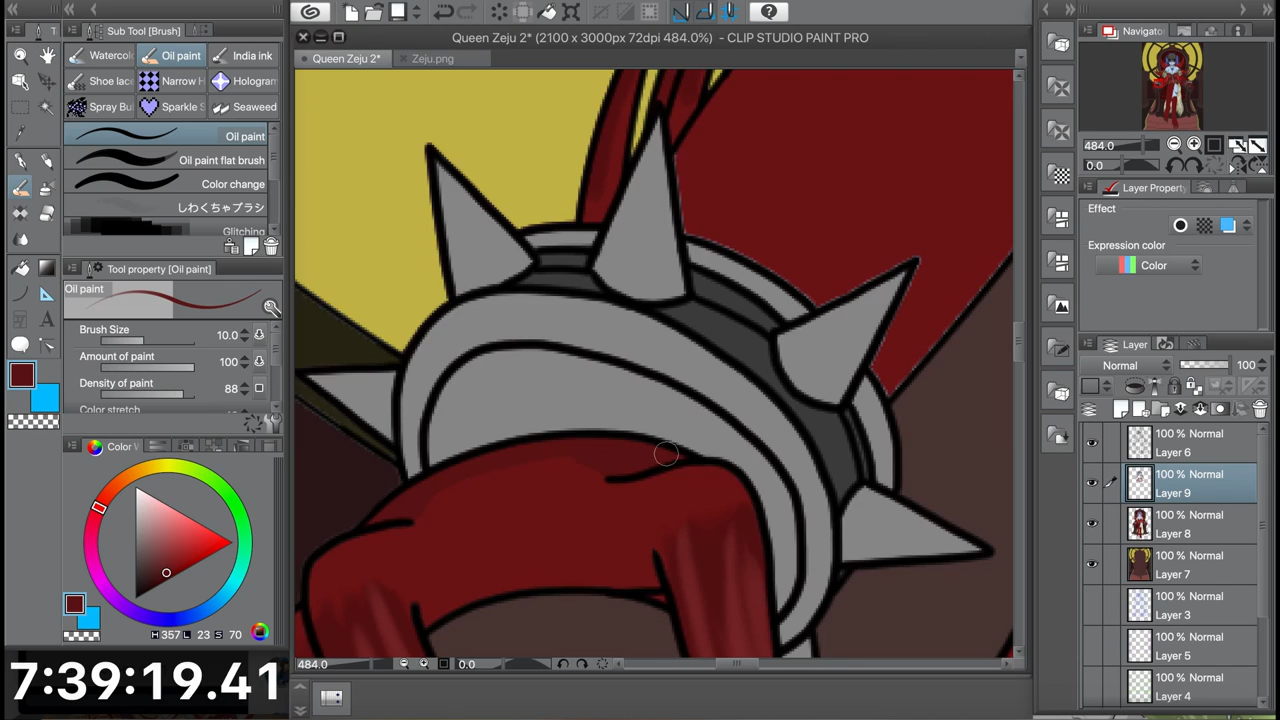 Queen Zeju 2* (2100 x 3000px 72dpi 484.0%) - CLIP STUDIO PAINT PRO
Queen Zeju 2*
Zeju.png
Sub Tool [Brush]
Waterco
Oil paint
India ink
Shoe lac
Narrow H
Hologram
Spray Bu
Sparkle S
Seaweed
Oil paint
Oil paint flat brush
Color change
しわくちゃブラシ
Glitching
Tool property [Oil paint]
Oil paint
Brush Size 10.0
Amount of paint 100
Density of paint 88
Color stretch
Color W
H 357 L 23 S 70
7:39:19.41
484.0
0.0
Navigato
484.0
0.0
Layer Property
Effect
Expression color
Color
Layer
Normal 100
100 % Normal
Layer 6
100 % Normal
Layer 9
100 % Normal
Layer 8
100 % Normal
Layer 7
100 % Normal
Layer 3
100 % Normal
Layer 5
100 % Normal
Layer 4